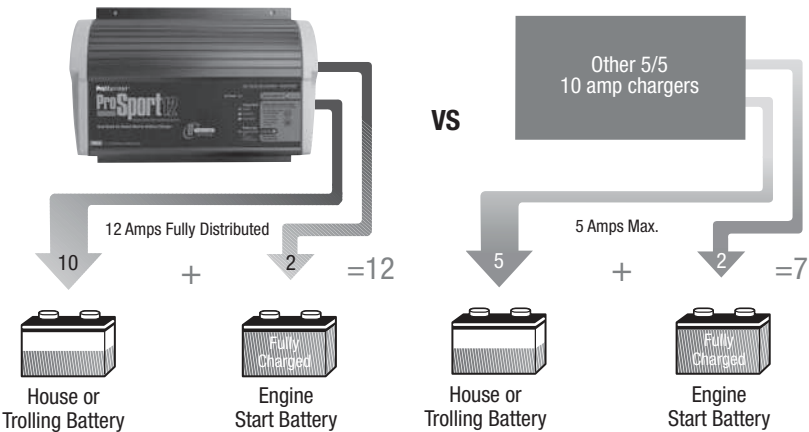 ProMariner
ProSport12
VS
Other 5/5
10 amp chargers
12 Amps Fully Distributed
10
+
2
=12
5 Amps Max.
5
+
2
=7
Fully
Charged
Fully
Charged
House or
Trolling Battery
Engine
Start Battery
House or
Trolling Battery
Engine
Start Battery